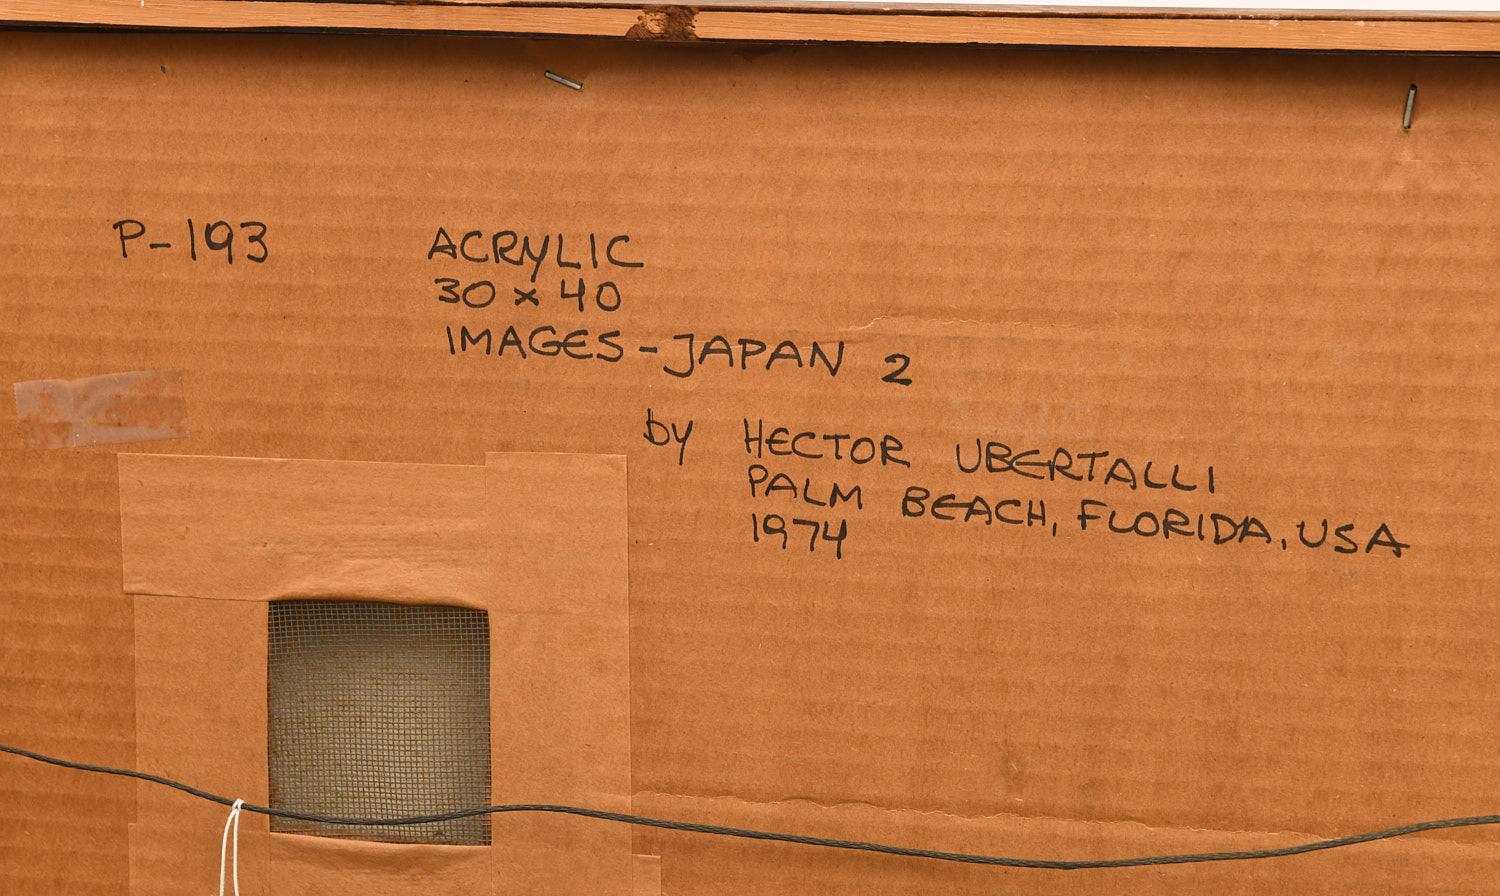 P-193 ACRYLIC
30 x 40
IMAGES - JAPAN 2
by HECTOR UBERTALLI
PALM BEACH, FLORIDA, USA
1974